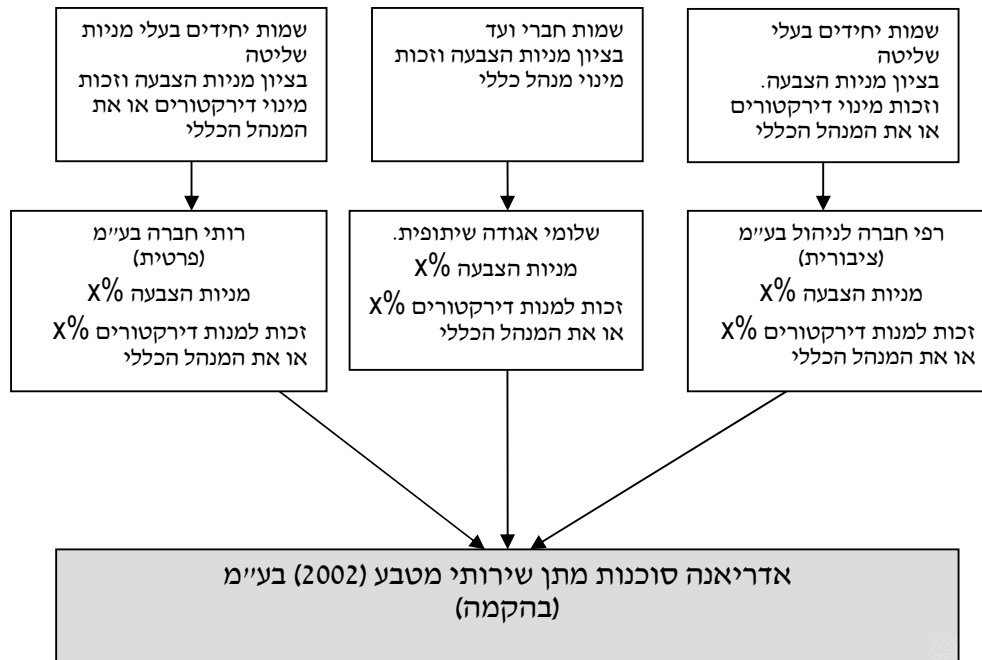 שמות יחידים בעלי
שליטה
בציון מניות הצבעה.
וזכות מינוי דירקטורים
או את המנהל הכללי
שמות חברי ועד
בציון מניות הצבעה וזכות
מינוי מנהל כללי
שמות יחידים בעלי מניות
שליטה
בציון מניות הצבעה וזכות
מינוי דירקטורים או את
המנהל הכללי
רפי חברה לניהול בע״מ
(ציבורית)
מניות הצבעה %x
זכות למנות דירקטורים %x
או את המנהל הכללי
שלומי אגודה שיתופית.
מניות הצבעה %x
זכות למנות דירקטורים %x
או את המנהל הכללי
רותי חברה בע״מ
(פרטית)
מניות הצבעה %x
זכות למנות דירקטורים %x
או את המנהל הכללי
אדריאנה סוכנות מתן שירותי מטבע (2002) בע״מ
(בהקמה)